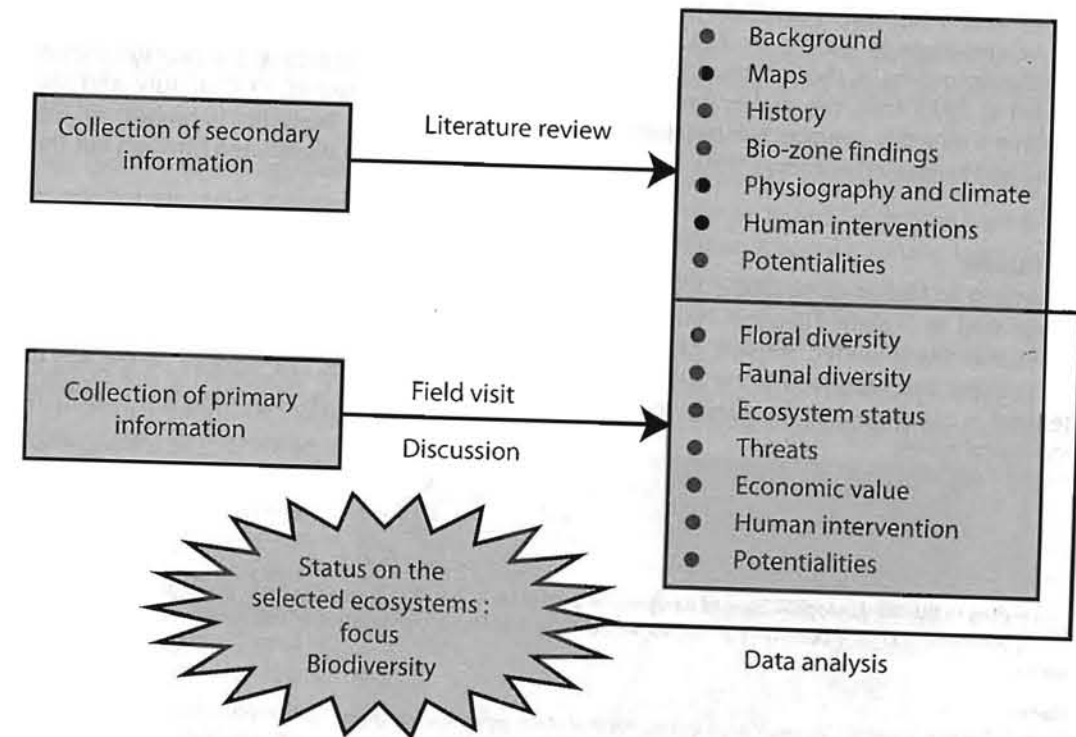 Collection of secondary
information
Literature review
Background
Maps
History
Bio-zone findings
Physiography and climate
Human interventions
Potentialities
Collection of primary
information
Field visit
Discussion
Floral diversity
Faunal diversity
Ecosystem status
Threats
Economic value
Human intervention
Potentialities
Status on the
selected ecosystems :
focus
Biodiversity
Data analysis